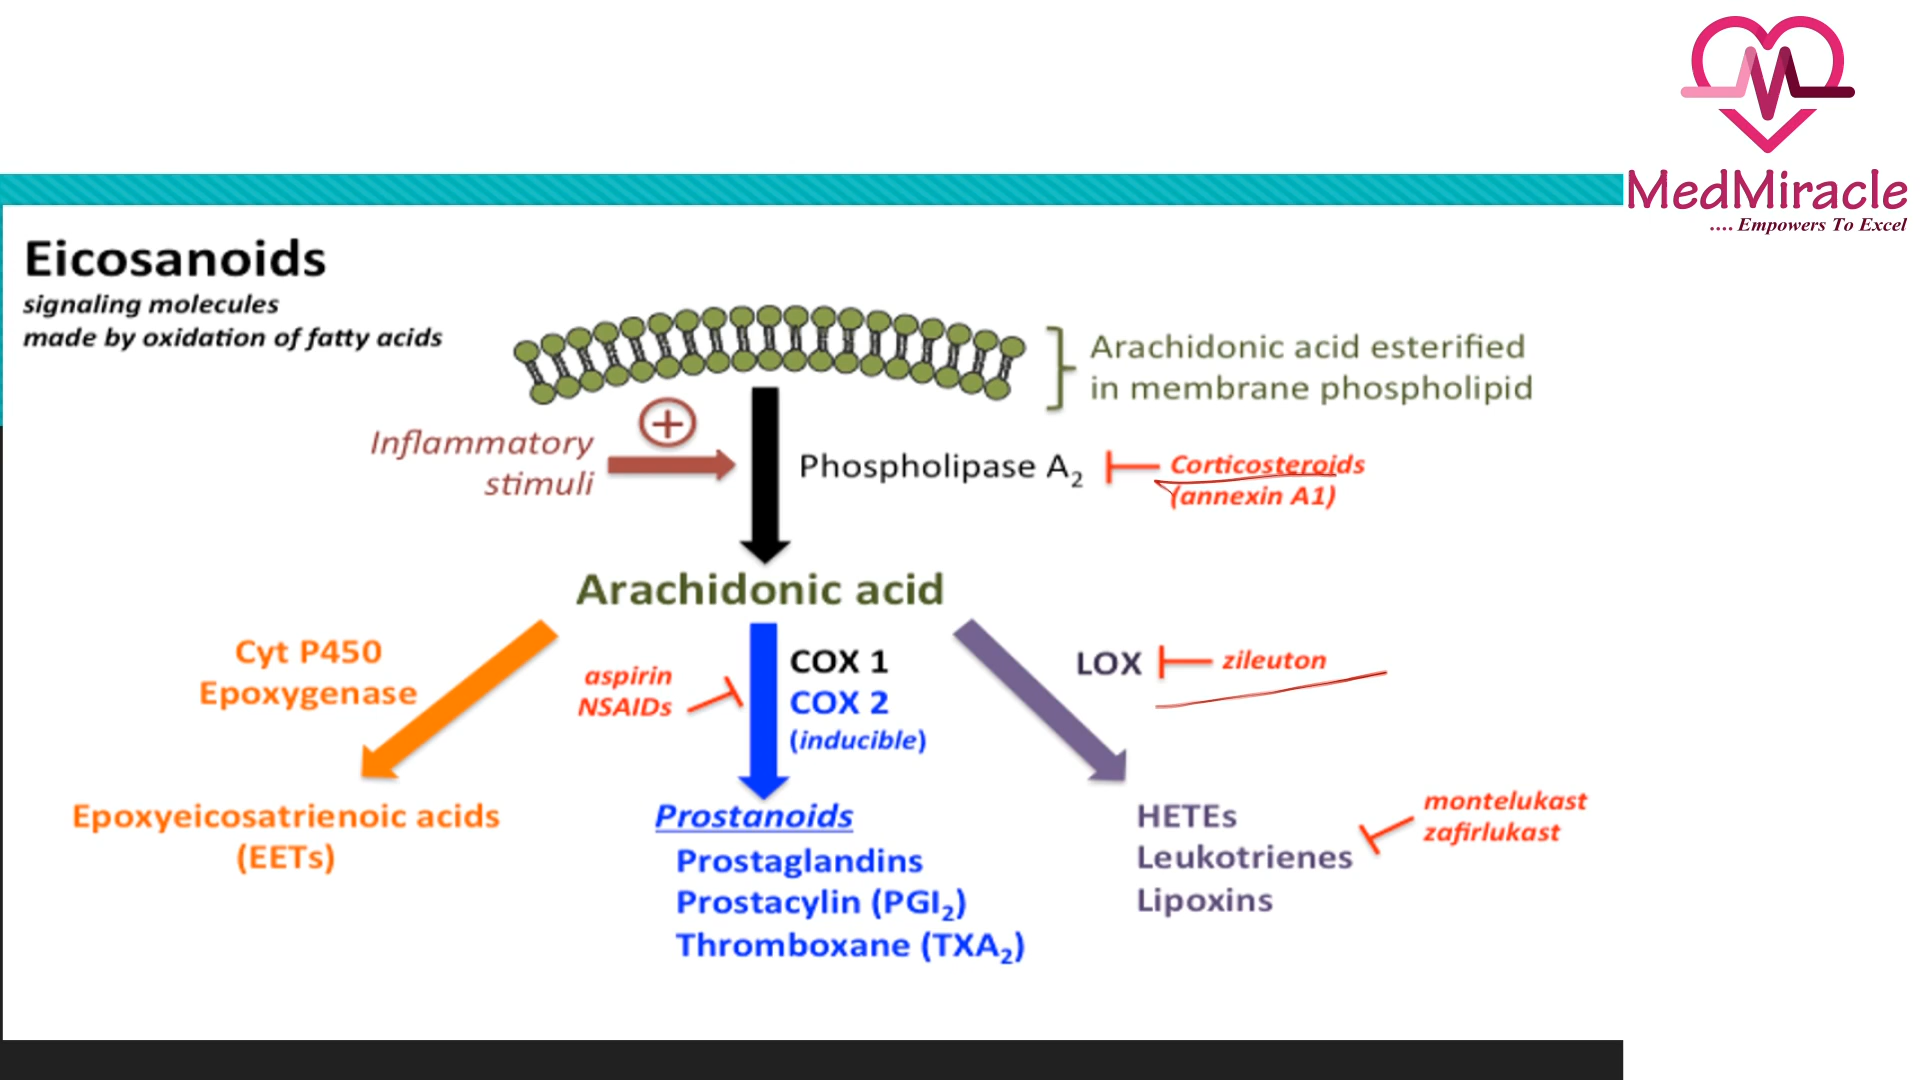 MedMiracle
.... Empowers To Excel
Eicosanoids
signaling molecules
made by oxidation of fatty acids
Arachidonic acid esterified
in membrane phospholipid
Inflammatory
stimuli
+
Phospholipase A₂
Corticosteroids
(annexin A1)
Arachidonic acid
Cyt P450
Epoxygenase
aspirin
NSAIDs
COX 1
COX 2
(inducible)
LOX
zileuton
Epoxyeicosatrienoic acids
(EETs)
Prostanoids
Prostaglandins
Prostacylin (PGI₂)
Thromboxane (TXA₂)
HETEs
Leukotrienes
Lipoxins
montelukast
zafirlukast